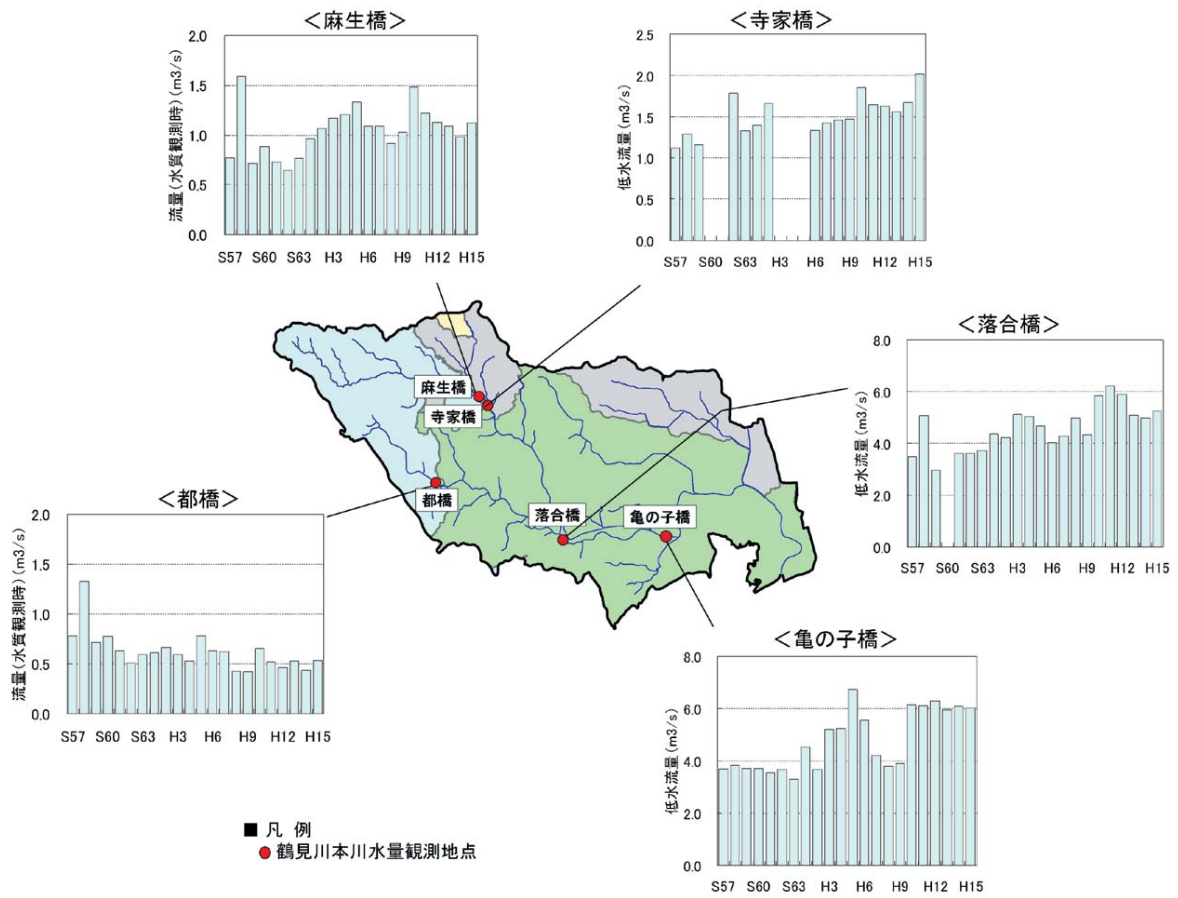 ＜麻生橋＞
流量(水質観測時)(m3/s)
2.0
1.5
1.0
0.5
0.0
S57 S60 S63 H3 H6 H9 H12 H15
＜寺家橋＞
低水流量(m3/s)
2.5
2.0
1.5
1.0
0.5
0.0
S57 S60 S63 H3 H6 H9 H12 H15
＜落合橋＞
低水流量(m3/s)
8.0
6.0
4.0
2.0
0.0
S57 S60 S63 H3 H6 H9 H12 H15
麻生橋
寺家橋
都橋
落合橋
亀の子橋
＜都橋＞
流量(水質観測時)(m3/s)
2.0
1.5
1.0
0.5
0.0
S57 S60 S63 H3 H6 H9 H12 H15
＜亀の子橋＞
低水流量(m3/s)
8.0
6.0
4.0
2.0
0.0
S57 S60 S63 H3 H6 H9 H12 H15
■ 凡 例
鶴見川本川水量観測地点